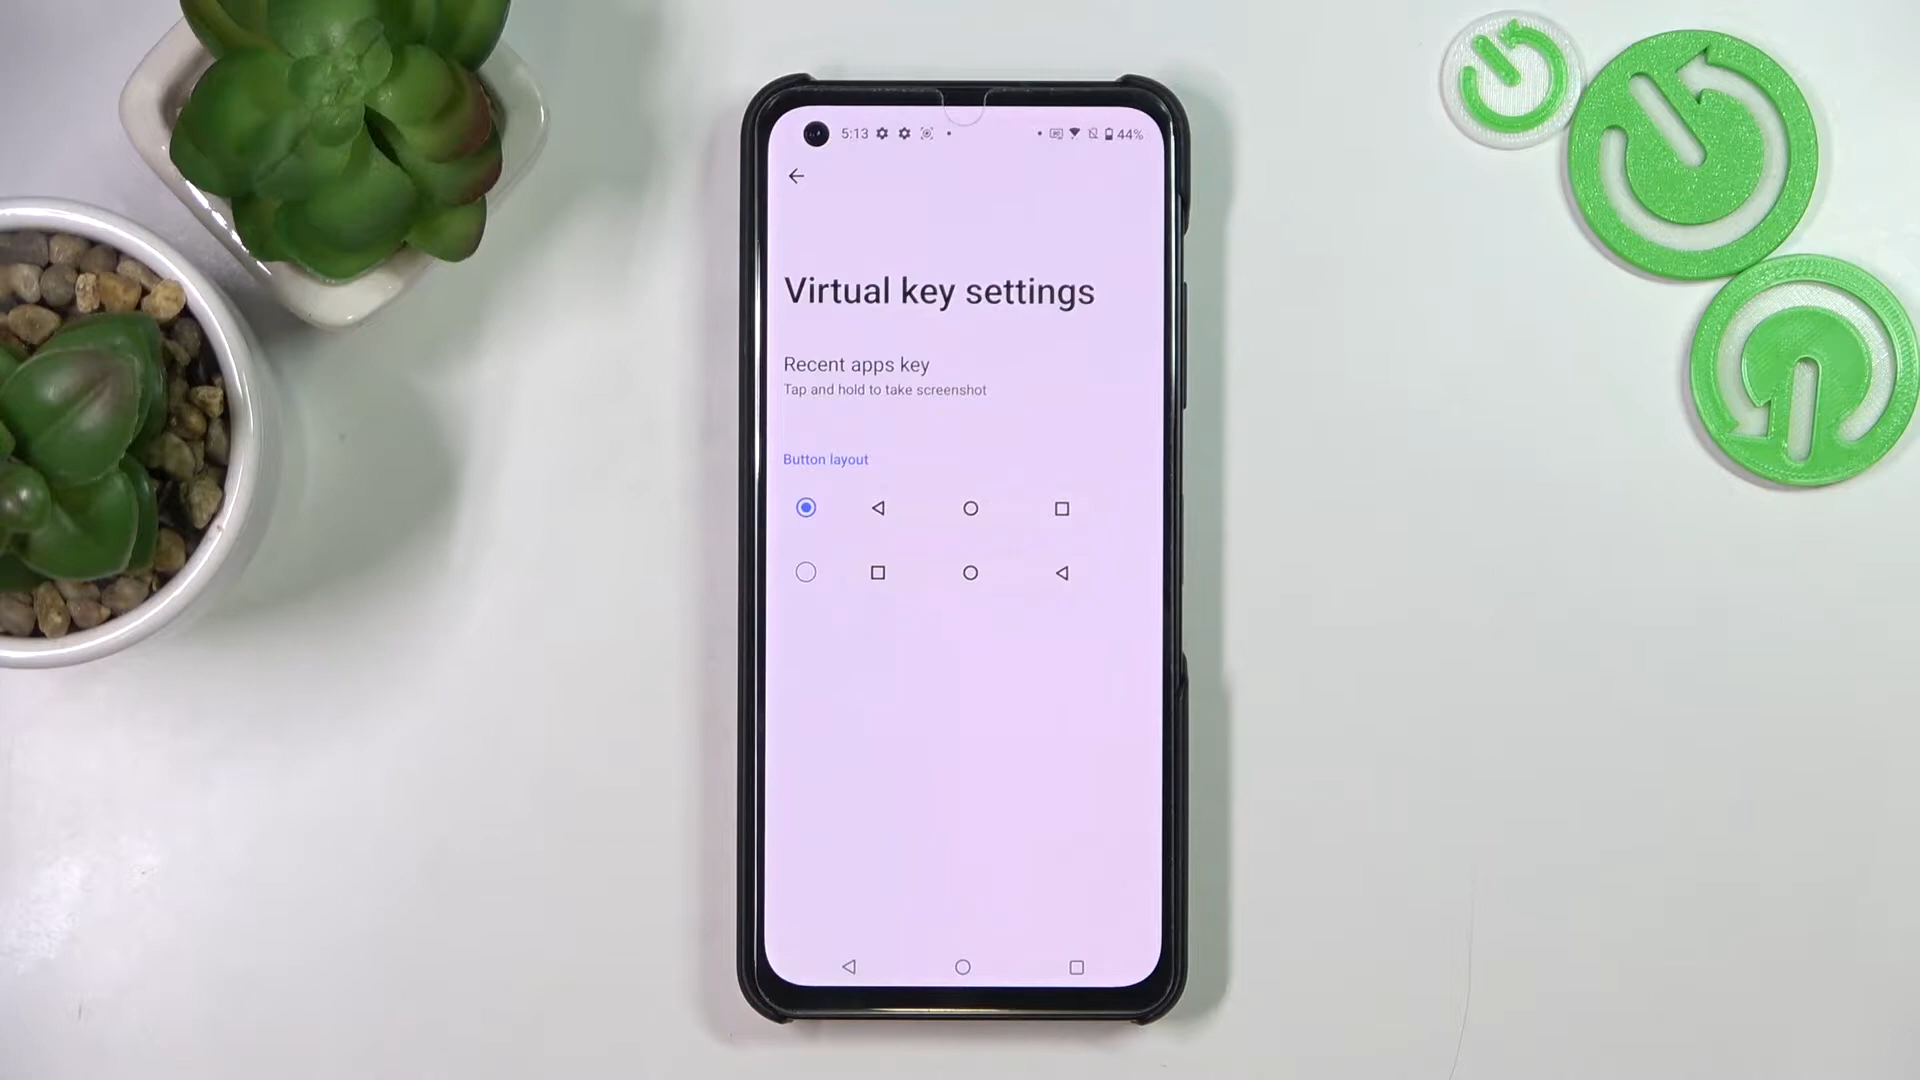 5:13 44%
Virtual key settings
Recent apps key
Tap and hold to take screenshot
Button layout